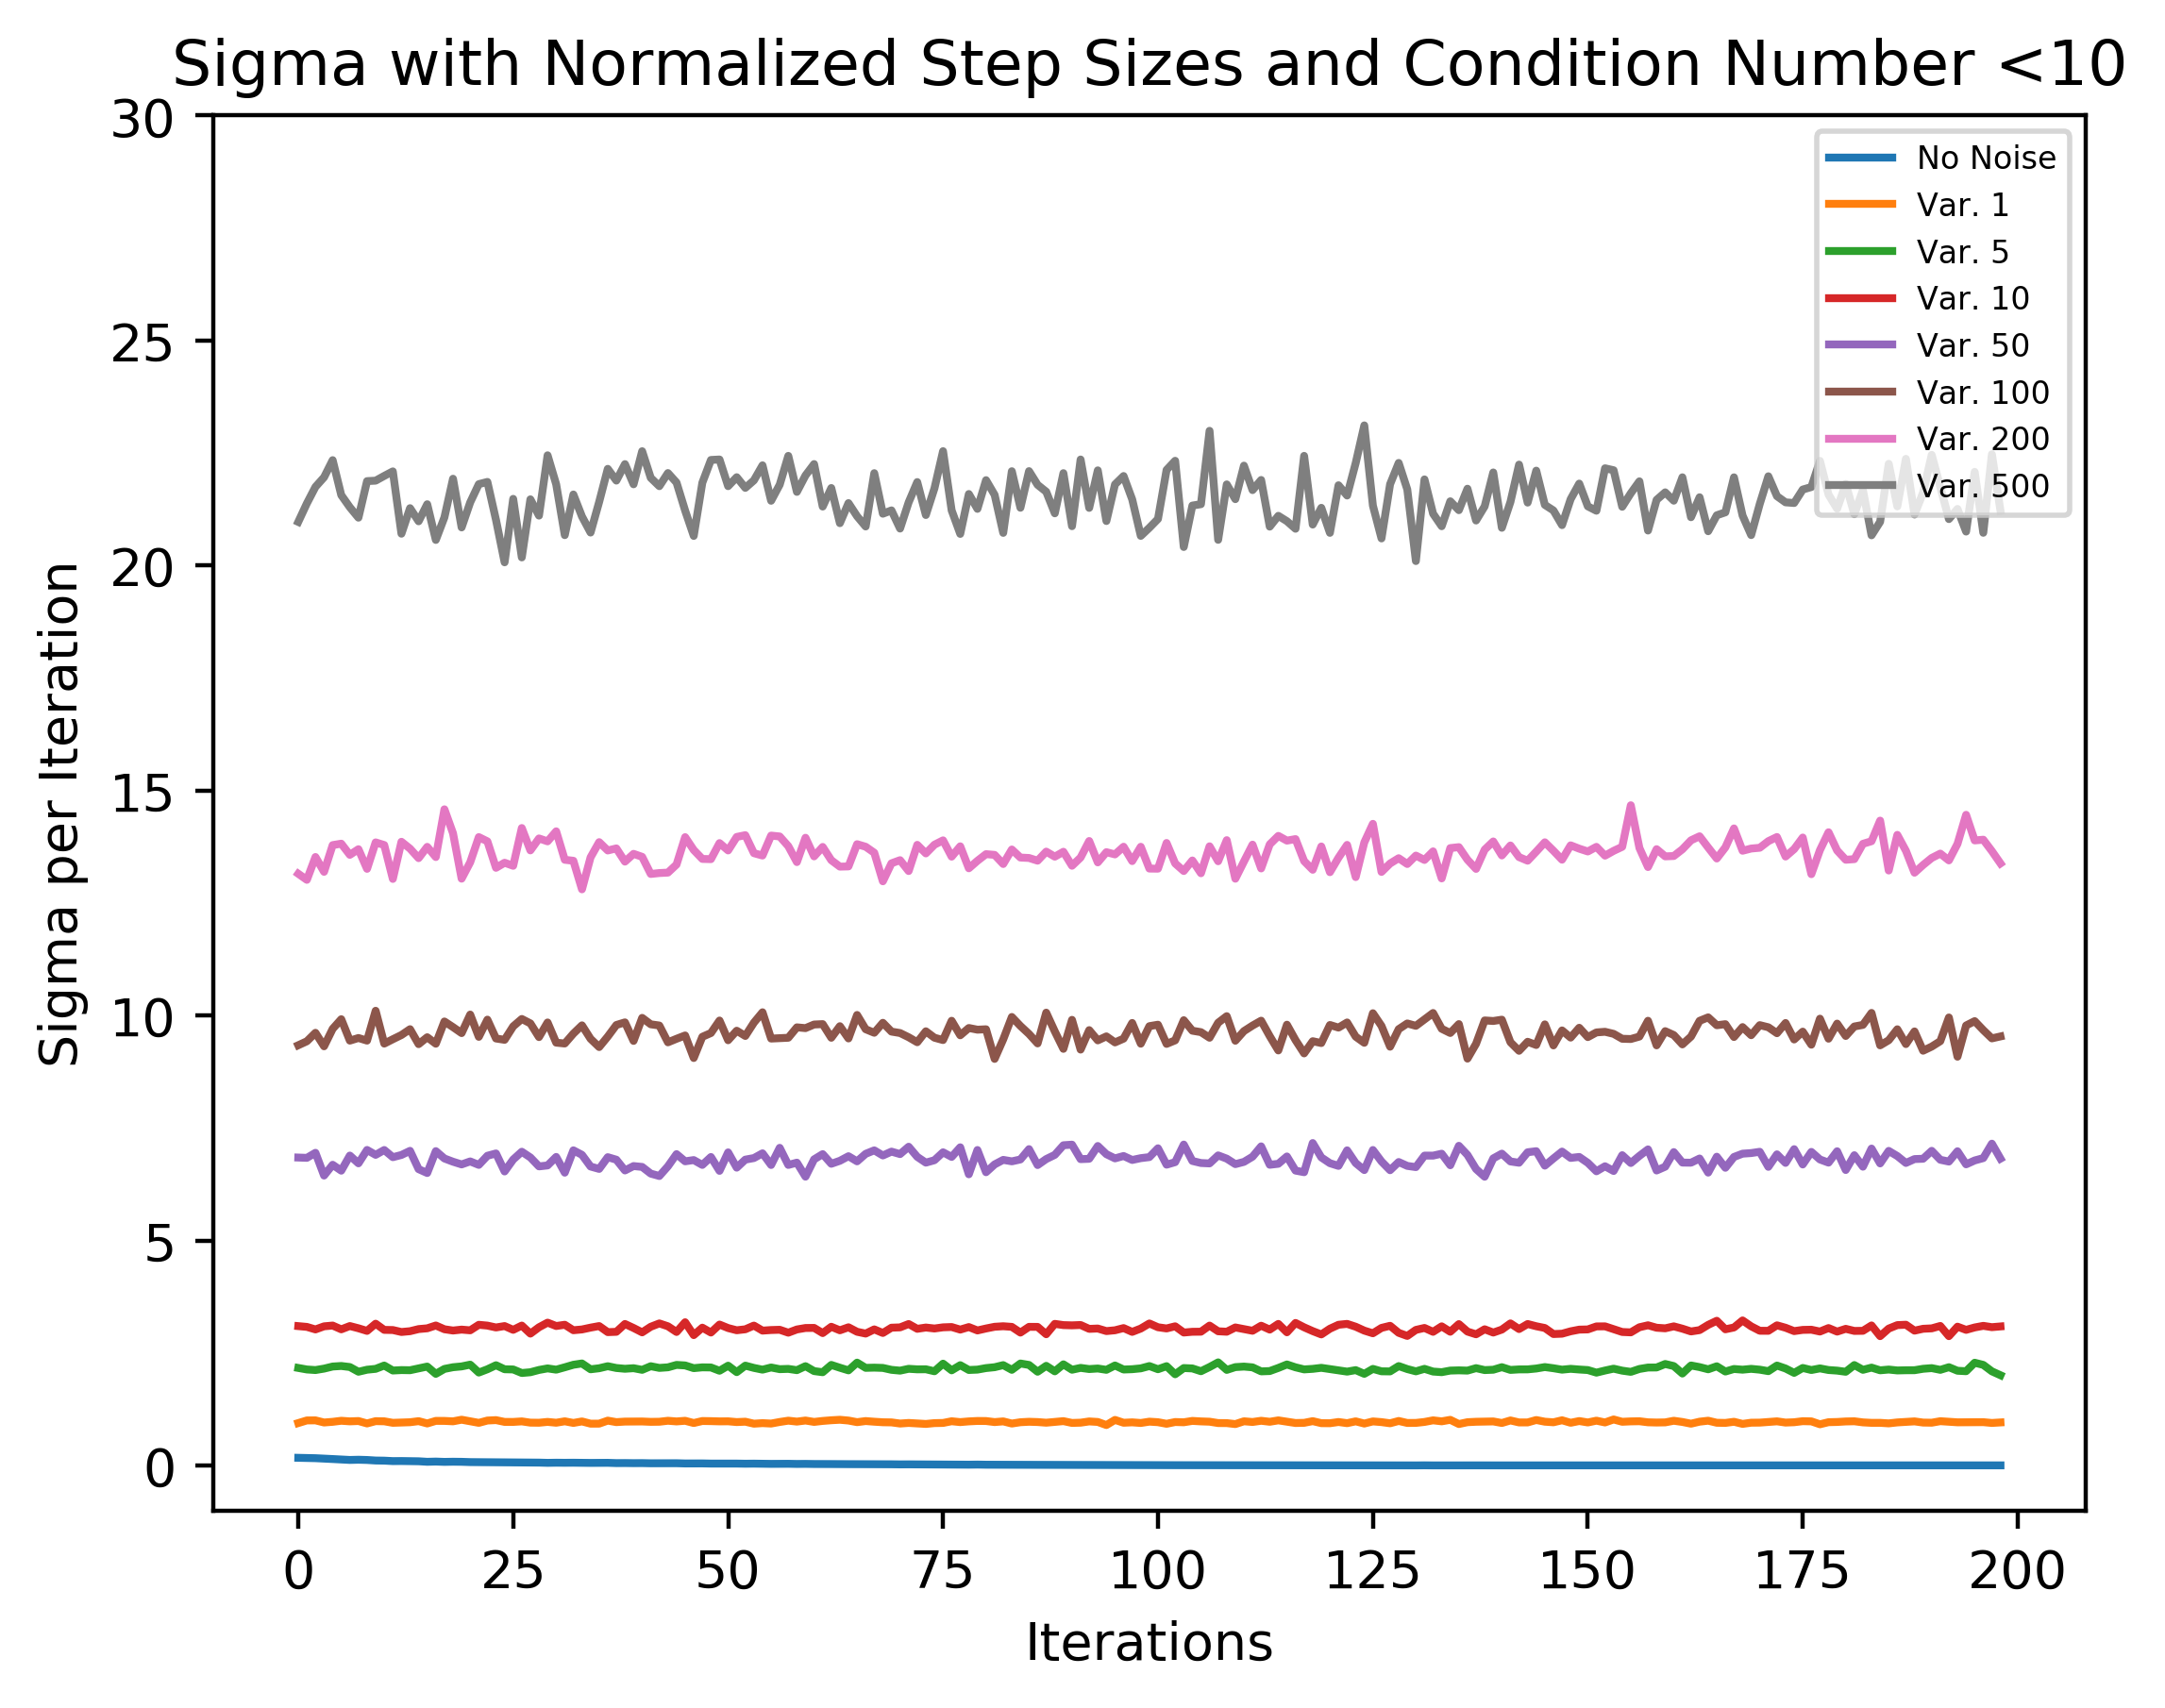 Sigma with Normalized Step Sizes and Condition Number <10
30
25
20
15
10
5
0
Sigma per Iteration
No Noise
Var. 1
Var. 5
Var. 10
Var. 50
Var. 100
Var. 200
Var. 500
0 25 50 75 100 125 150 175 200
Iterations